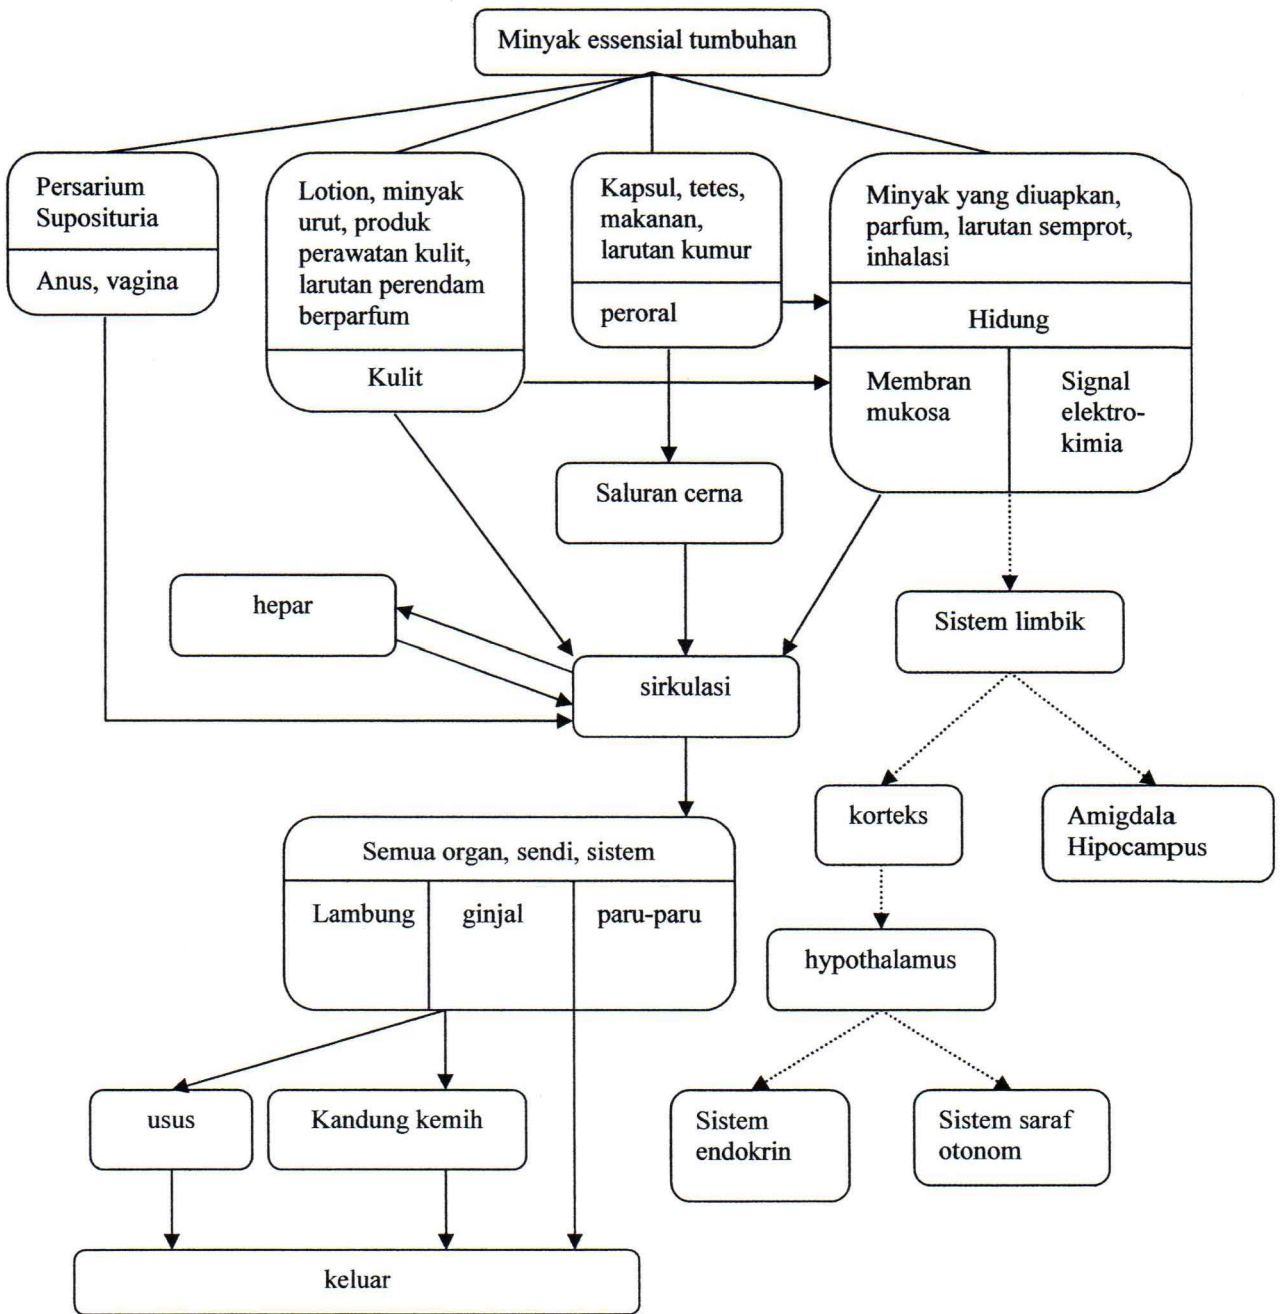 Minyak essensial tumbuhan
Persarium
Suposituria
Anus, vagina
Lotion, minyak
urut, produk
perawatan kulit,
larutan perendam
berparfum
Kulit
Kapsul, tetes,
makanan,
larutan kumur
peroral
Minyak yang diuapkan,
parfum, larutan semprot,
inhalasi
Hidung
Membran
mukosa
Signal
elektro-
kimia
Saluran cerna
hepar
Sistem limbik
sirkulasi
korteks
Amigdala
Hipocampus
Semua organ, sendi, sistem
Lambung
ginjal
paru-paru
hypothalamus
usus
Kandung kemih
Sistem
endokrin
Sistem saraf
otonom
keluar